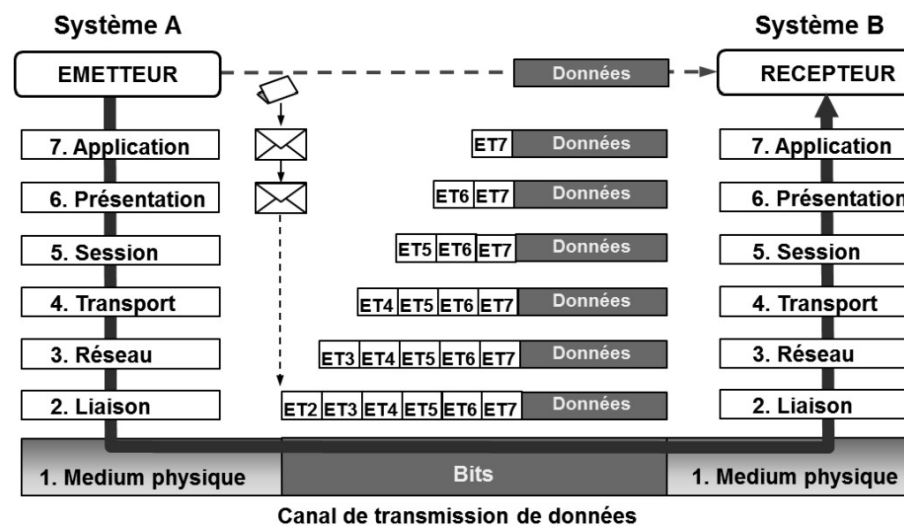 Système A
Système B
EMETTEUR
Données
RECEPTEUR
7. Application
ET7 Données
7. Application
6. Présentation
ET6 ET7 Données
6. Présentation
5. Session
ET5 ET6 ET7 Données
5. Session
4. Transport
ET4 ET5 ET6 ET7 Données
4. Transport
3. Réseau
ET3 ET4 ET5 ET6 ET7 Données
3. Réseau
2. Liaison
ET2 ET3 ET4 ET5 ET6 ET7 Données
2. Liaison
1. Medium physique
Bits
1. Medium physique
Canal de transmission de données